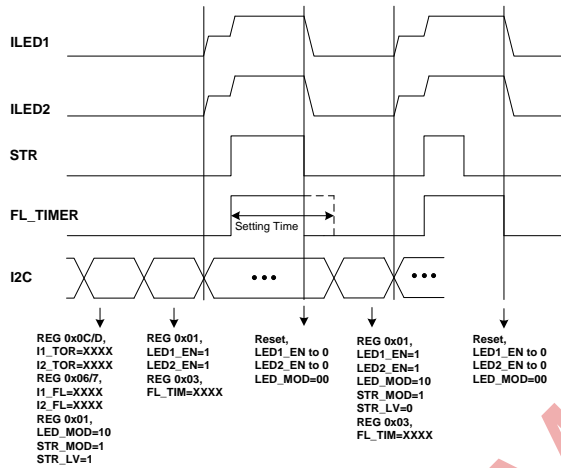 ILED1
ILED2
STR
FL_TIMER
Setting Time
I2C
REG 0x0C/D,
I1_TOR=XXXX
I2_TOR=XXXX
REG 0x06/7,
I1_FL=XXXX
I2_FL=XXXX
REG 0x01,
LED_MOD=10
STR_MOD=1
STR_LV=1
REG 0x01,
LED1_EN=1
LED2_EN=1
REG 0x03,
FL_TIM=XXXX
Reset,
LED1_EN to 0
LED2_EN to 0
LED_MOD=00
REG 0x01,
LED1_EN=1
LED2_EN=1
LED_MOD=10
STR_MOD=1
STR_LV=0
REG 0x03,
FL_TIM=XXXX
Reset,
LED1_EN to 0
LED2_EN to 0
LED_MOD=00